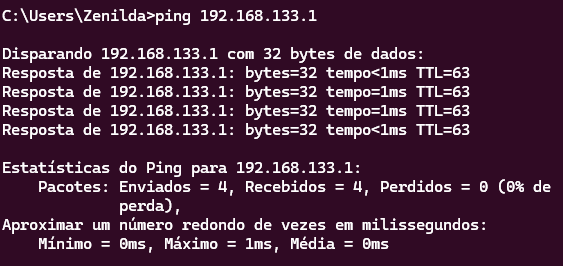 C:\Users\Zenilda>ping 192.168.133.1
Disparando 192.168.133.1 com 32 bytes de dados:
Resposta de 192.168.133.1: bytes=32 tempo<1ms TTL=63
Resposta de 192.168.133.1: bytes=32 tempo=1ms TTL=63
Resposta de 192.168.133.1: bytes=32 tempo=1ms TTL=63
Resposta de 192.168.133.1: bytes=32 tempo<1ms TTL=63
Estatísticas do Ping para 192.168.133.1:
Pacotes: Enviados = 4, Recebidos = 4, Perdidos = 0 (0% de
perda),
Aproximar um número redondo de vezes em milissegundos:
Mínimo = 0ms, Máximo = 1ms, Média = 0ms